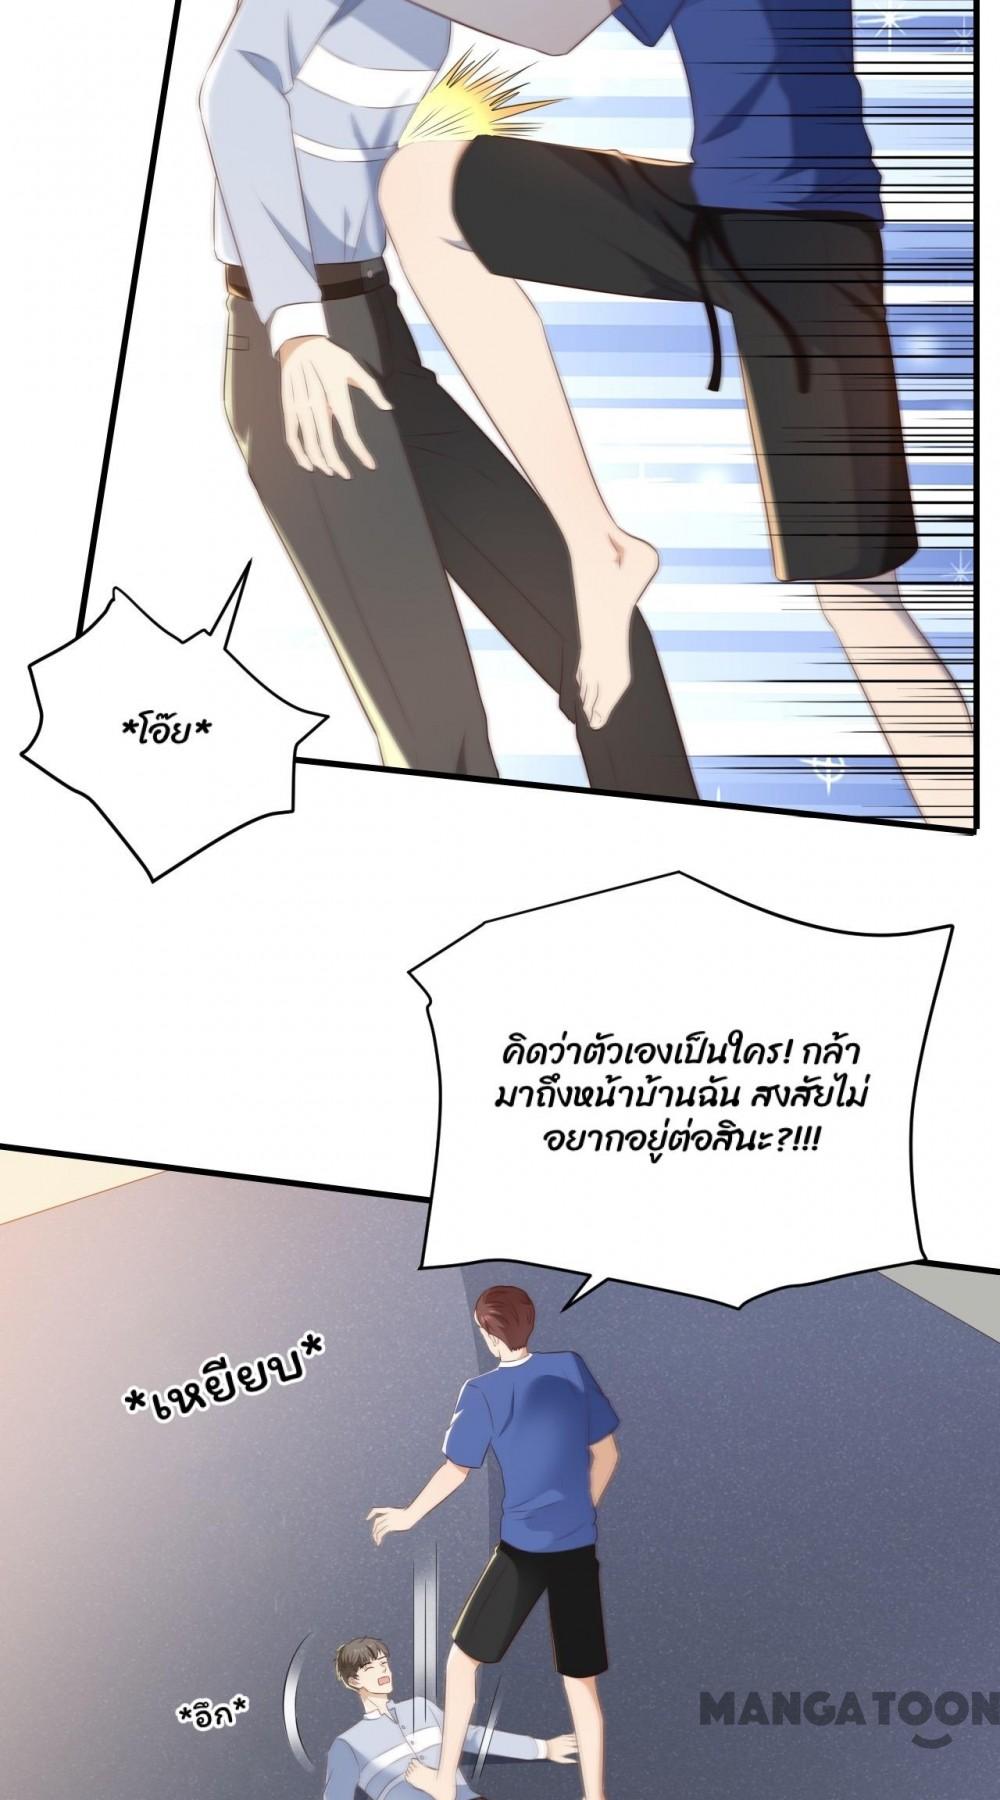 *โอ๊ย*
คิดว่าตัวเองเป็นใคร! กล้า
มาถึงหน้าบ้านฉัน สงสัยไม่
อยากอยู่ต่อสินะ?!!!
*เหยียบ*
*อึก*
MANGATOON